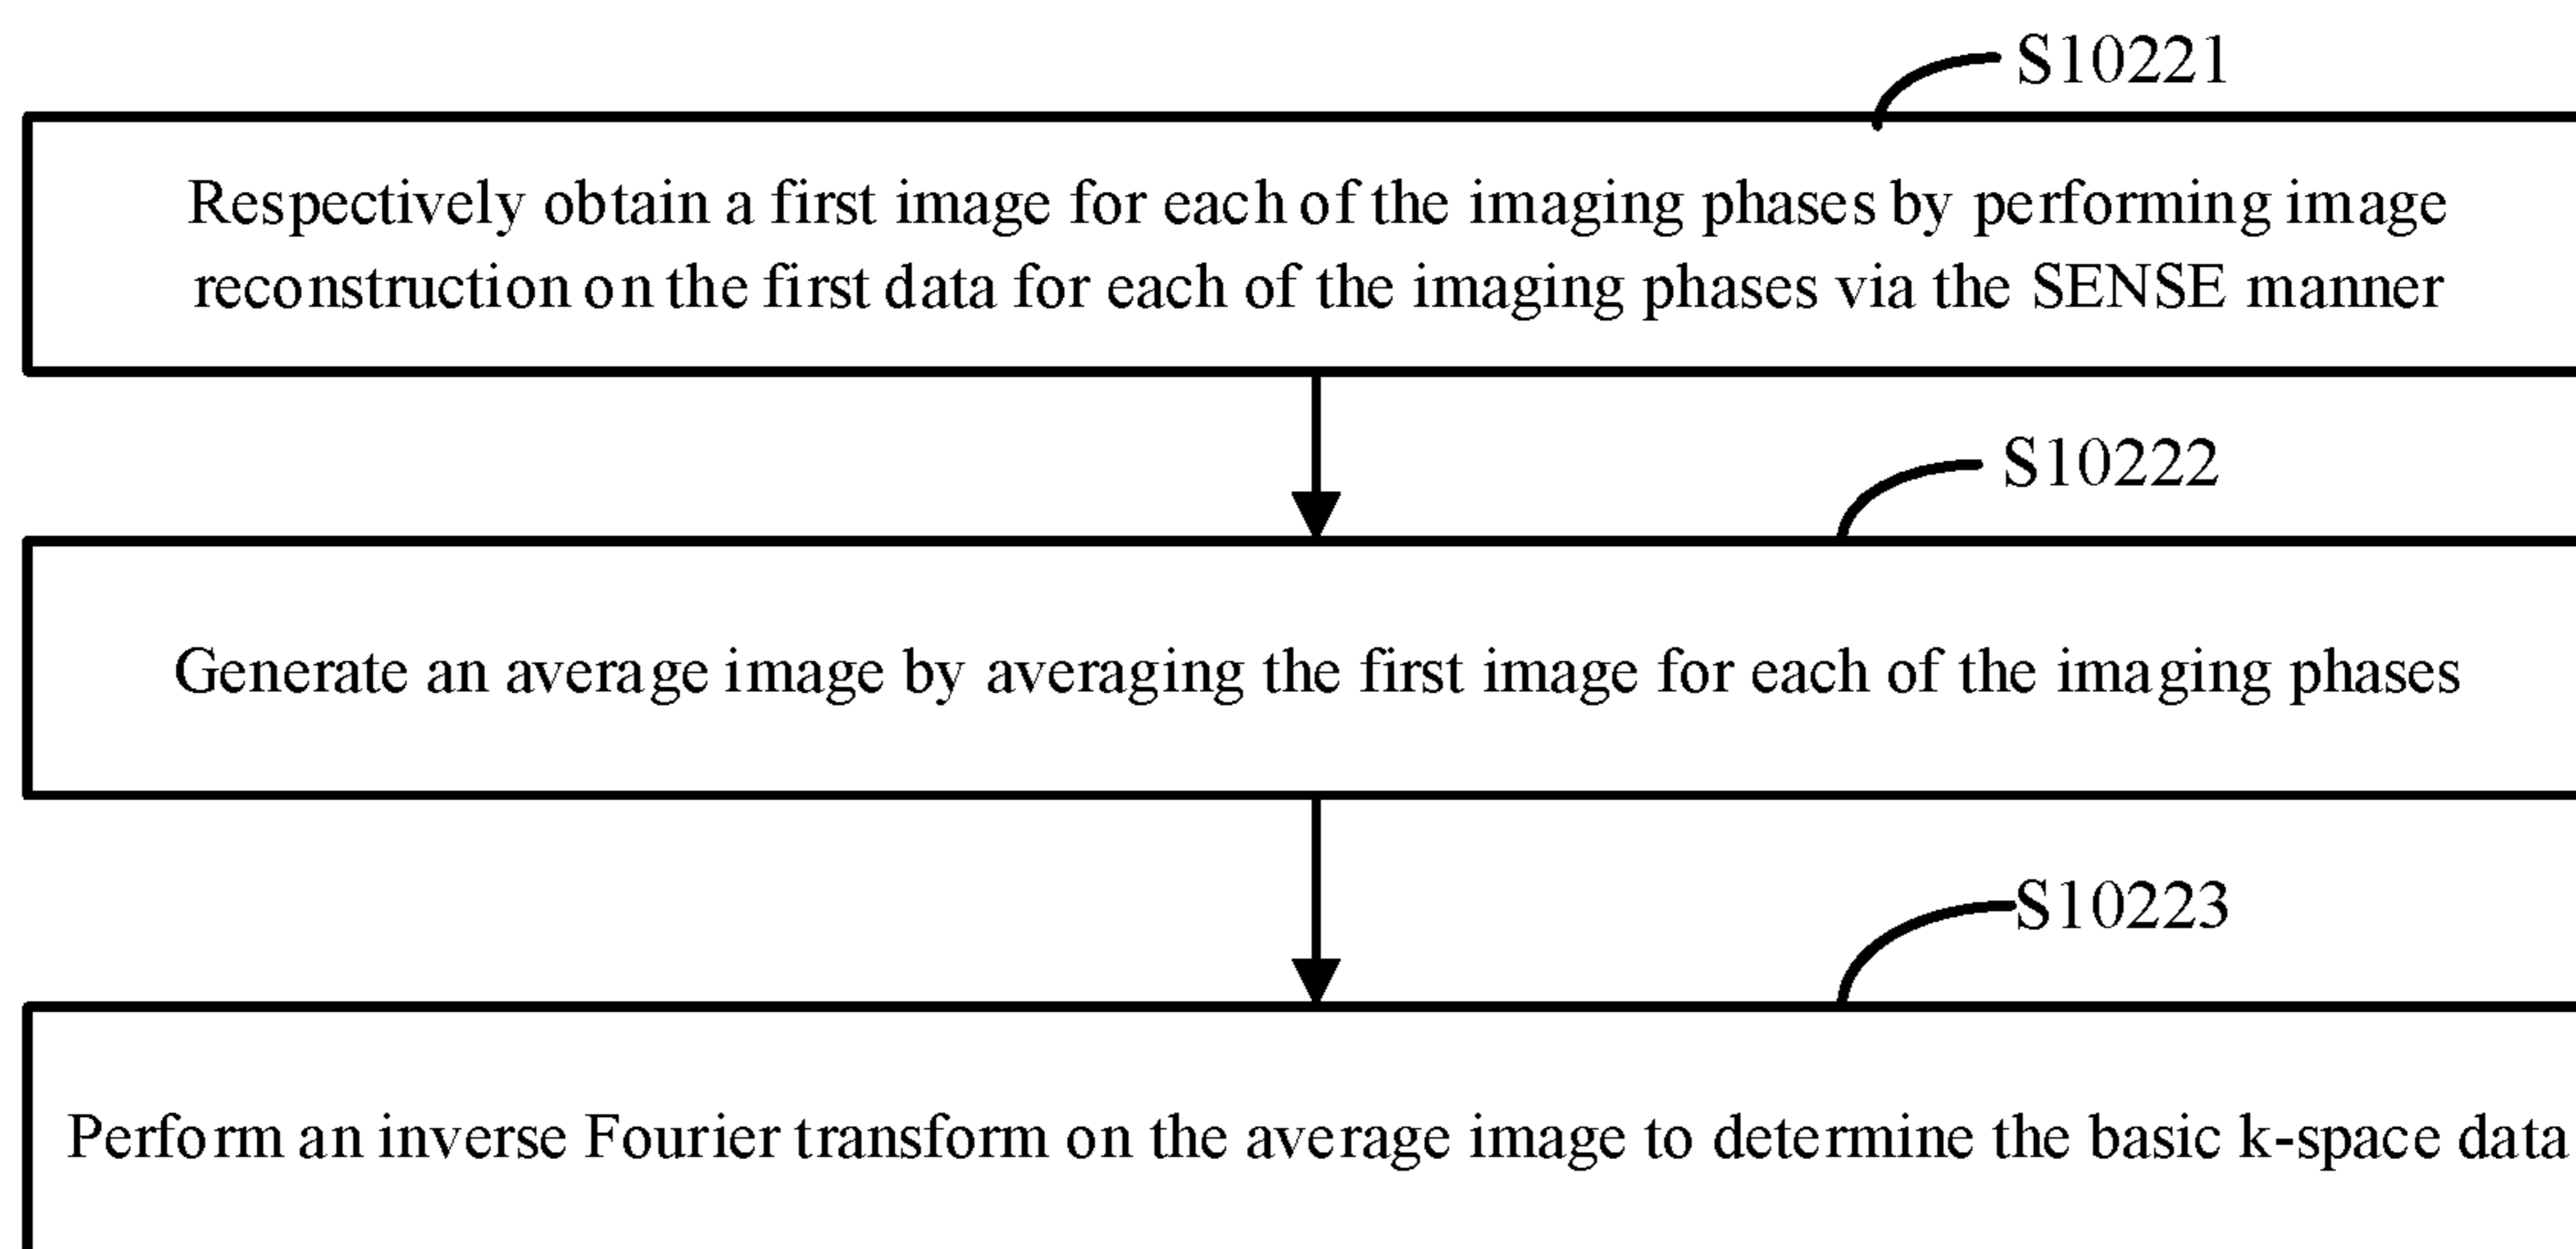 S10221
Respectively obtain a first image for each of the imaging phases by performing image
reconstruction on the first data for each of the imaging phases via the SENSE manner
S10222
Generate an average image by averaging the first image for each of the imaging phases
S10223
Perform an inverse Fourier transform on the average image to determine the basic k-space data